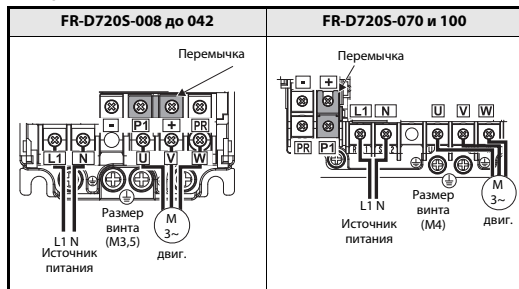 FR-D720S-008 до 042
Перемычка
- P1 + PR
L1 N U V W
L1 N
Источник
питания
Размер
винта
(M3,5)
M
3~
двиг.
FR-D720S-070 и 100
Перемычка
- +
L1 N U V W
PR P1
L1 N
Источник
питания
Размер
винта
(M4)
M
3~
двиг.